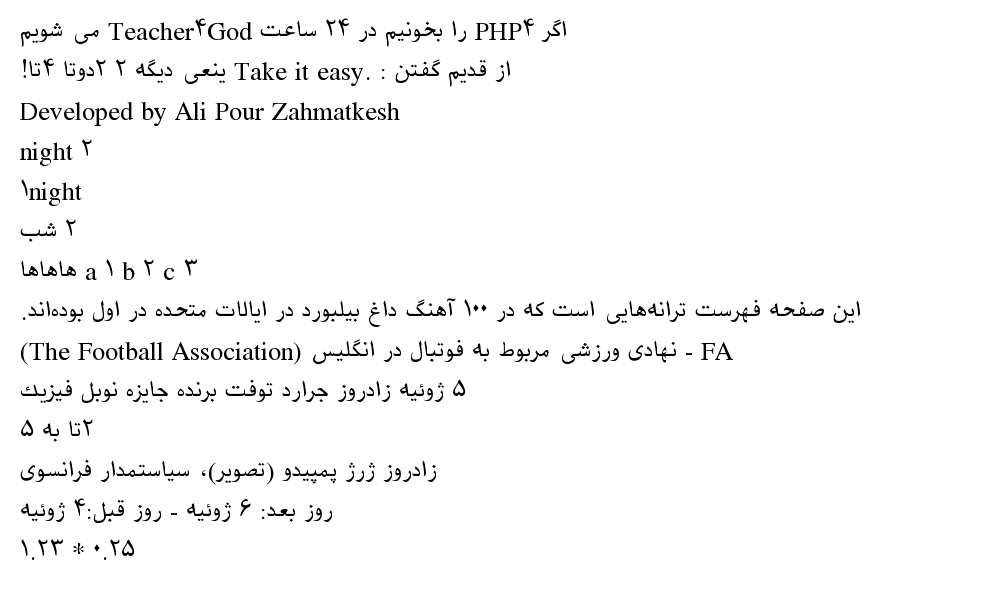 اگر PHP۴ را بخونیم در ۲۴ ساعت Teacher۴God می شویم
از قدیم گفتن : .Take it easy ینعی دیگه ۲ ۲دوتا ۴تا!
Developed by Ali Pour Zahmatkesh
night ۲
۱night
۲ شب
هاهاها a ۱ b ۲ c ۳
این صفحه فهرست ترانه‌هایی است که در ۱۰۰ آهنگ داغ بیلبورد در ایالات متحده در اول بوده‌اند.
FA - نهادی ورزشی مربوط به فوتبال در انگلیس (The Football Association)
۵ ژوئیه زادروز جرارد توفت برنده جایزه نوبل فیزیك
۲تا به ۵
زادروز ژرژ پمپیدو (تصویر)، سیاستمدار فرانسوی
روز بعد: ۶ ژوئیه - روز قبل:۴ ژوئیه
۱.۲۳ * ۰.۲۵